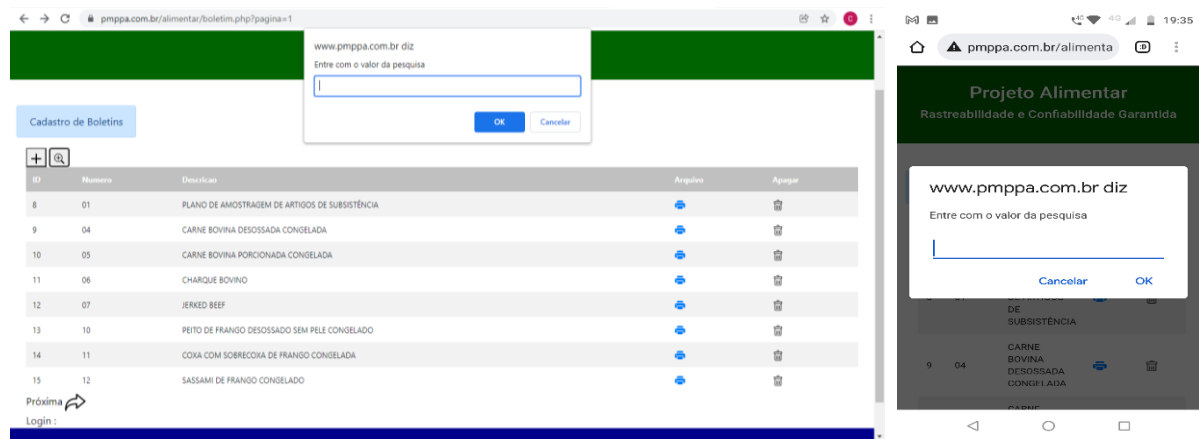 pmppa.com.br/alimentar/boletim.php?pagina=1
C
www.pmppa.com.br diz
Entre com o valor da pesquisa
OK
Cancelar
Cadastro de Boletins
ID Numero Descricao Arquivo Apagar
8 01 PLANO DE AMOSTRAGEM DE ARTIGOS DE SUBSISTÊNCIA
9 04 CARNE BOVINA DESOSSADA CONGELADA
10 05 CARNE BOVINA PORCIONADA CONGELADA
11 06 CHARQUE BOVINO
12 07 JERKED BEEF
13 10 PEITO DE FRANGO DESOSSADO SEM PELE CONGELADO
14 11 COXA COM SOBRECOXA DE FRANGO CONGELADA
15 12 SASSAMI DE FRANGO CONGELADO
Próxima
Login :
4G 4G 19:35
pmppa.com.br/alimenta :D
Projeto Alimentar
Rastreabilidade e Confiabilidade Garantida
www.pmppa.com.br diz
Entre com o valor da pesquisa
Cancelar OK
DE
SUBSISTÊNCIA
CARNE
BOVINA
9 04 DESOSSADA
CONGELADA
CARNE